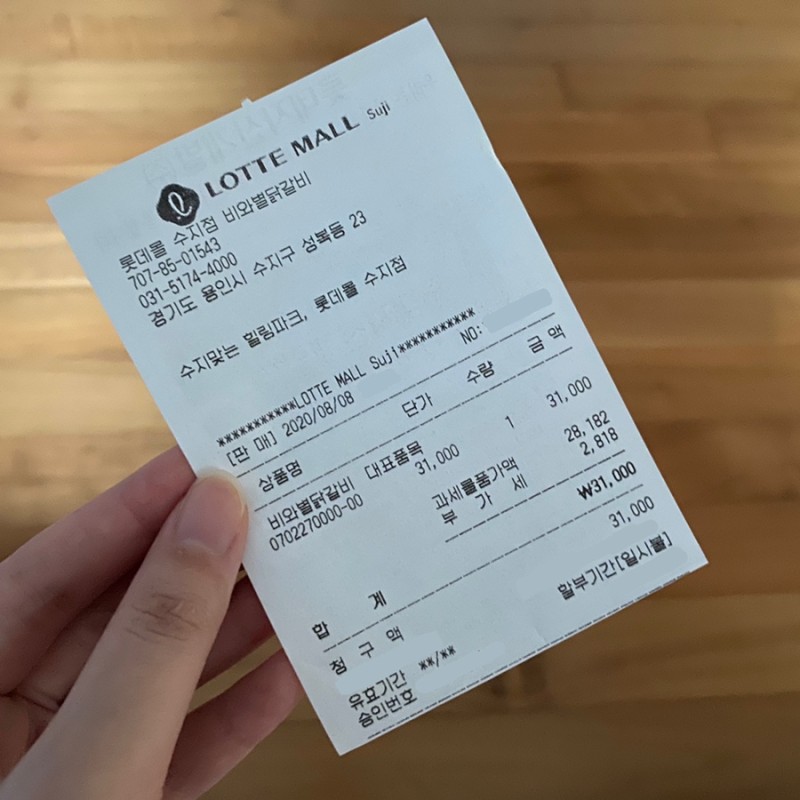 LOTTE MALL Suji
롯데몰 수지점 비와별닭갈비
707-85-01543
031-5174-4000
경기도 용인시 수지구 성복동 23
수지맞는 힐링파크, 롯데몰 수지점
***********LOTTE MALL Suji***********
[판 매] 2020/08/08 NO:
상품명 단가 수량 금액
비와별닭갈비 대표품목
0702270000-00 31,000 1 31,000
과세물품가액 28,182
부 가 세 2,818
합 계 ₩31,000
청 구 액 31,000
유효기간 **/** 할부기간[일시불]
승인번호